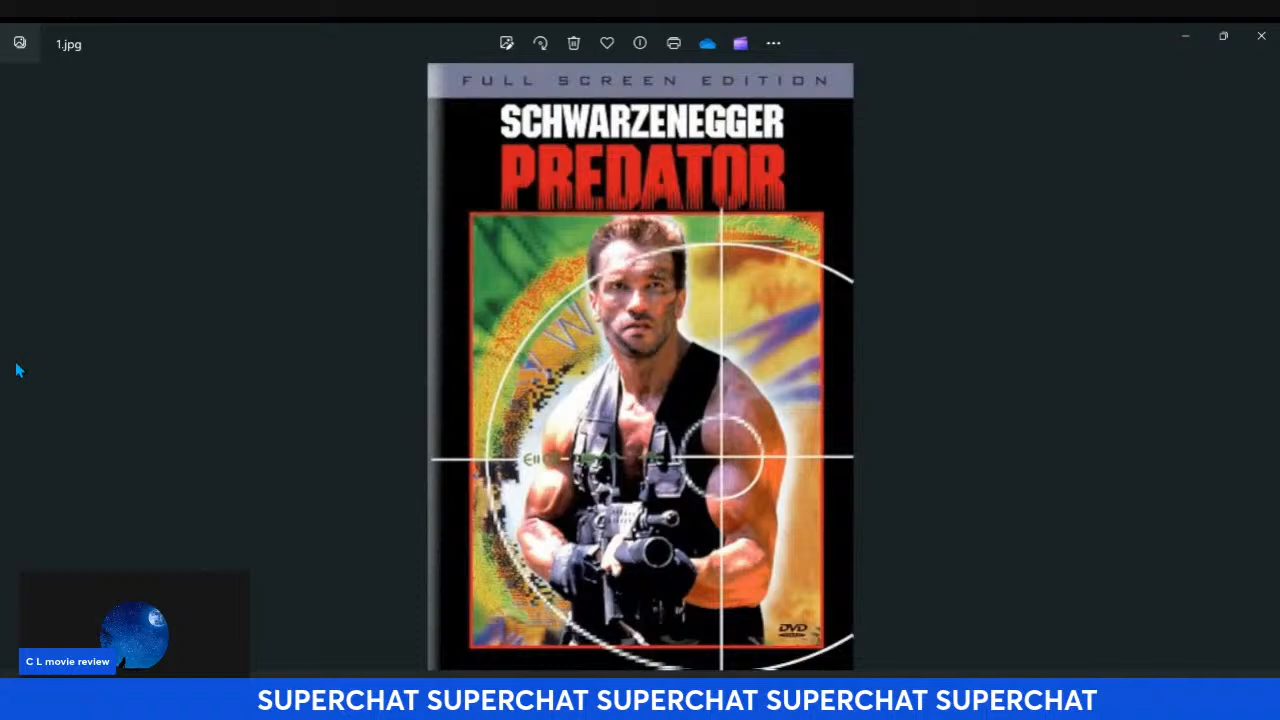 1.jpg
FULL SCREEN EDITION
SCHWARZENEGGER
PREDATOR
DVD
C L movie review
SUPERCHAT SUPERCHAT SUPERCHAT SUPERCHAT SUPERCHAT